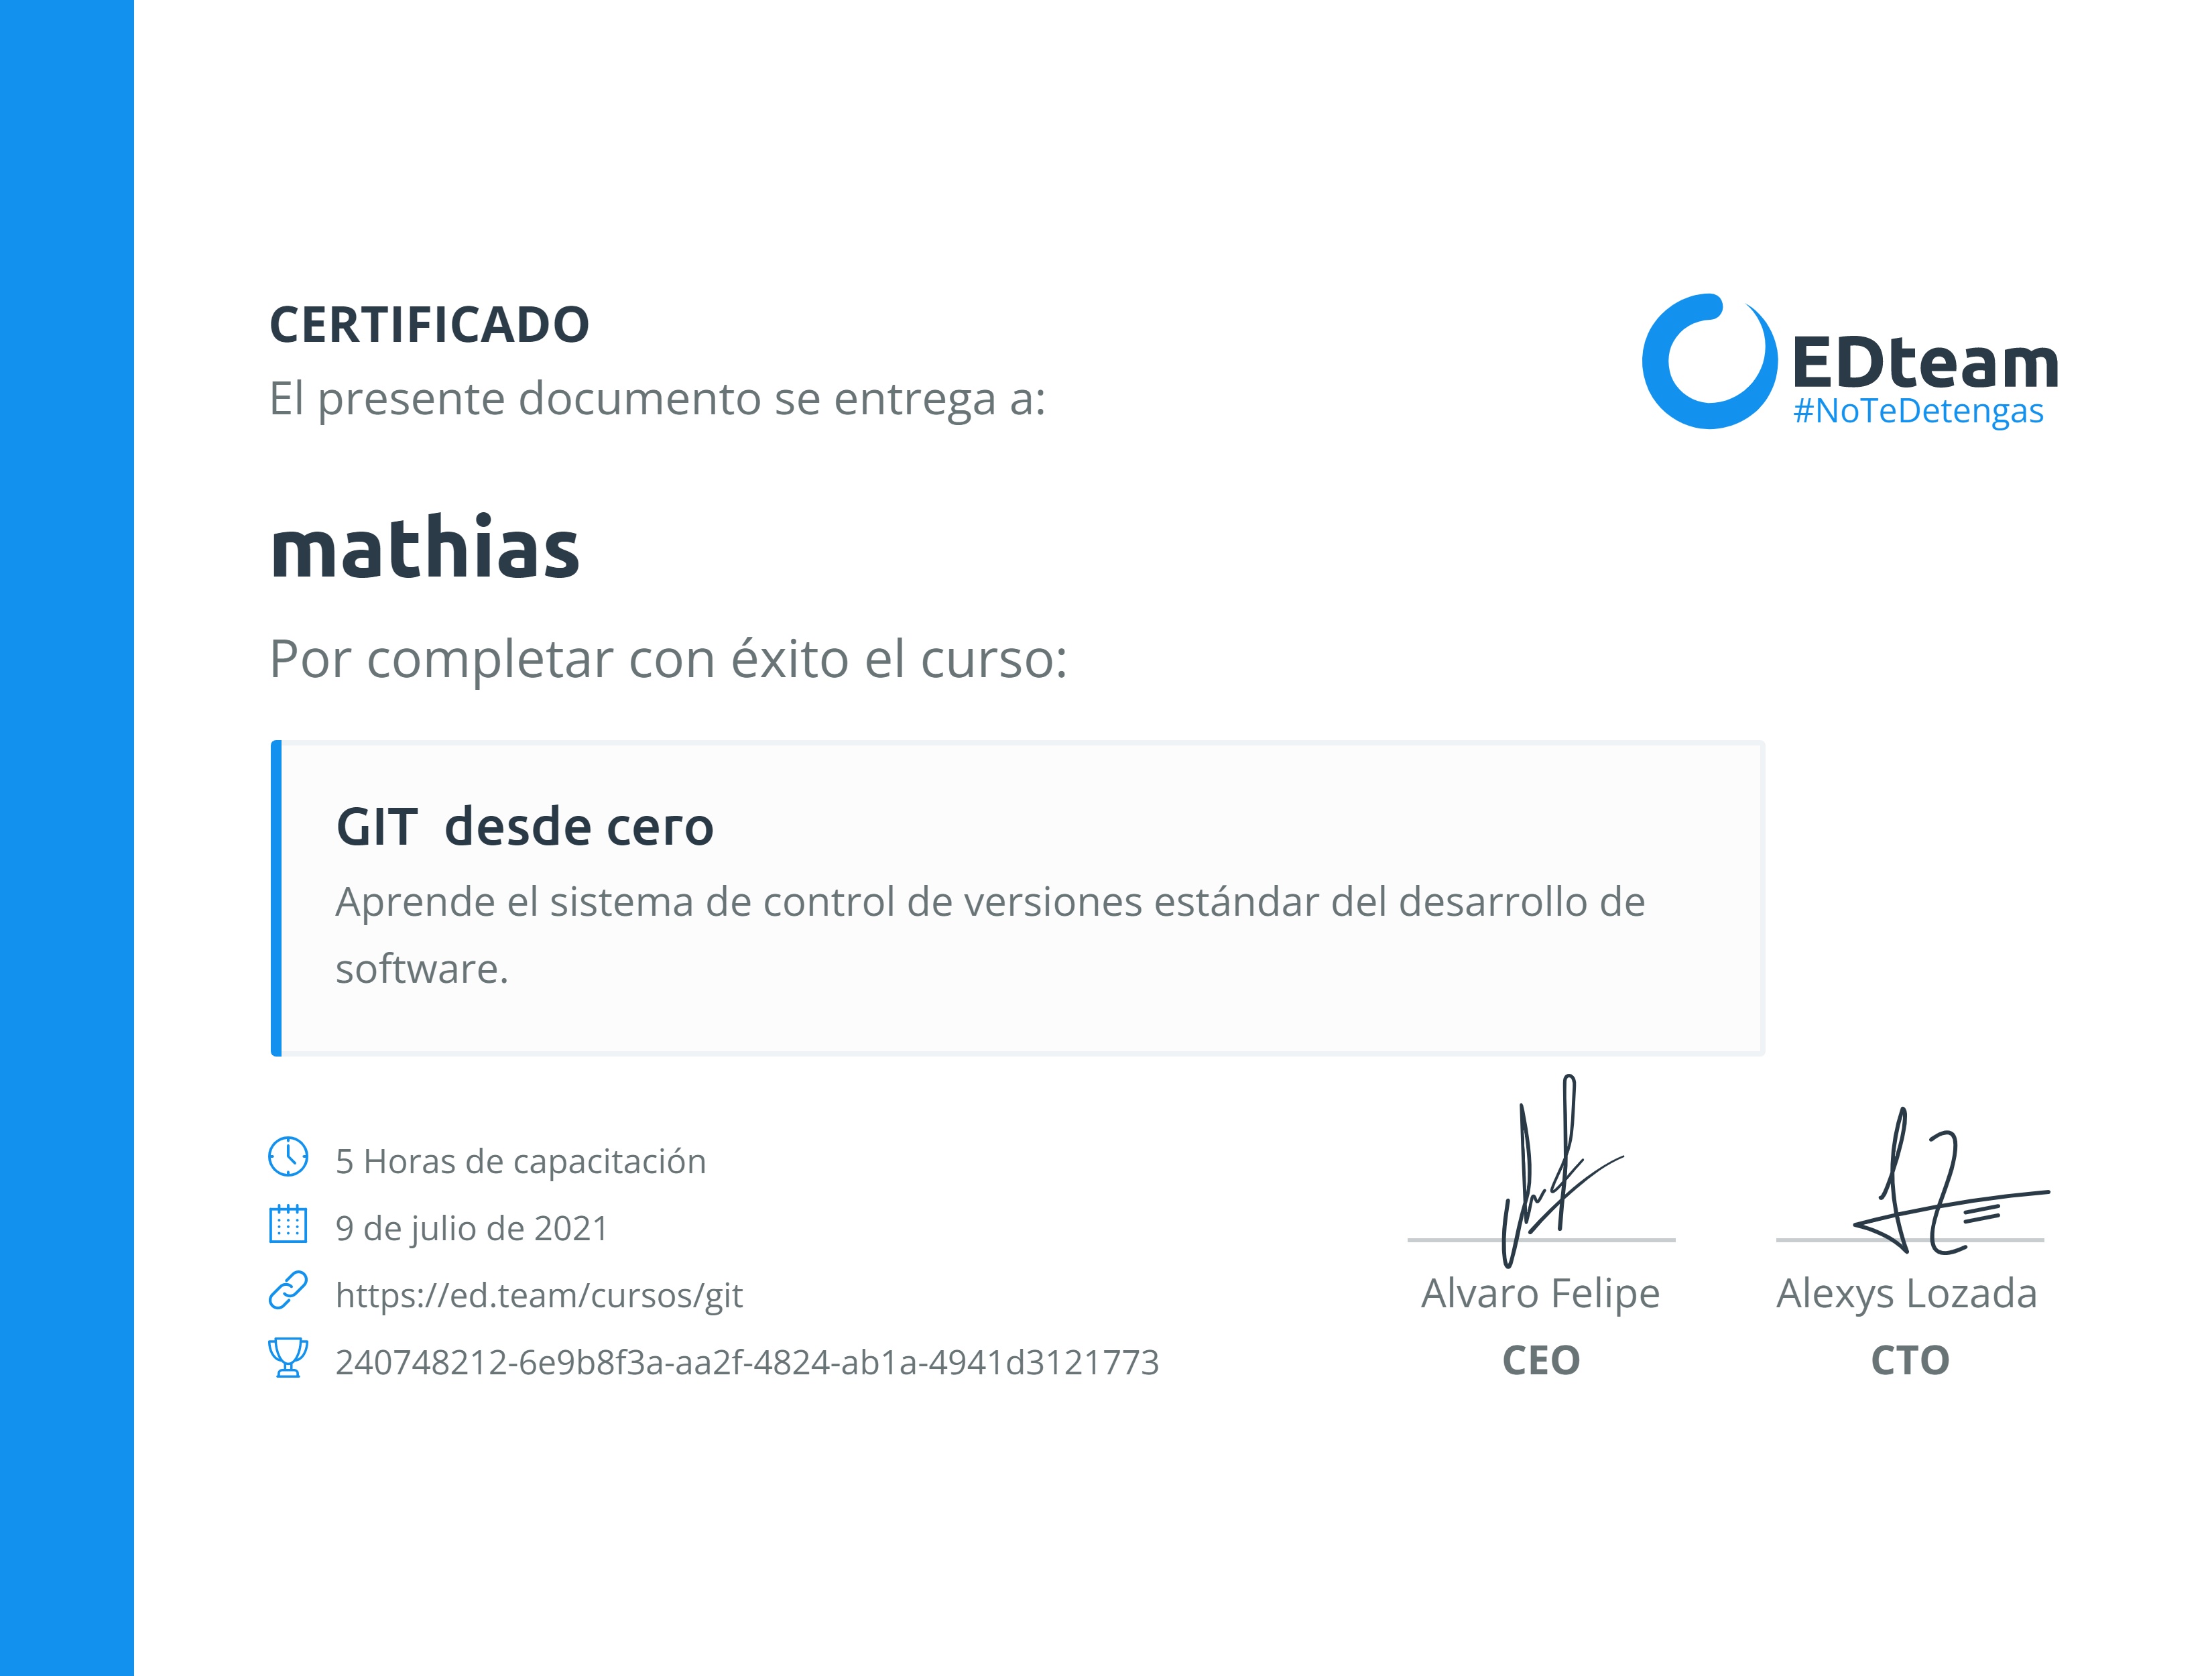 CERTIFICADO
El presente documento se entrega a:
EDteam
#NoTeDetengas
mathias
Por completar con éxito el curso:
GIT desde cero
Aprende el sistema de control de versiones estándar del desarrollo de
software.
5 Horas de capacitación
9 de julio de 2021
https://ed.team/cursos/git
240748212-6e9b8f3a-aa2f-4824-ab1a-4941d3121773
Alvaro Felipe
CEO
Alexys Lozada
CTO